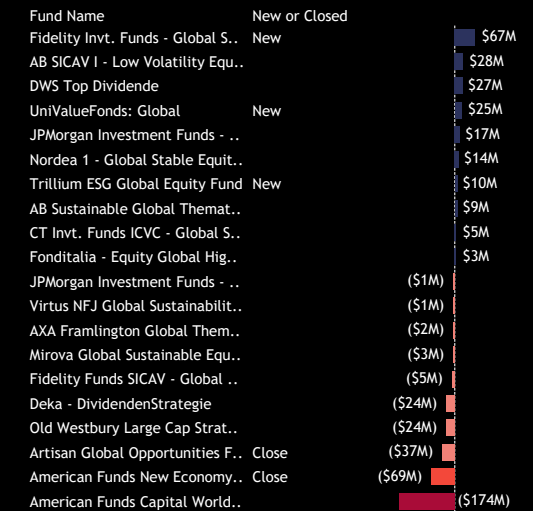 Fund Name New or Closed
Fidelity Invt. Funds - Global S.. New $67M
AB SICAV I - Low Volatility Equ.. $28M
DWS Top Dividende $27M
UniValueFonds: Global New $25M
JPMorgan Investment Funds - .. $17M
Nordea 1 - Global Stable Equit.. $14M
Trillium ESG Global Equity Fund New $10M
AB Sustainable Global Themat.. $9M
CT Invt. Funds ICVC - Global S.. $5M
Fonditalia - Equity Global Hig.. $3M
JPMorgan Investment Funds - .. ($1M)
Virtus NFJ Global Sustainabilit.. ($1M)
AXA Framlington Global Them.. ($2M)
Mirova Global Sustainable Equ.. ($3M)
Fidelity Funds SICAV - Global .. ($5M)
Deka - DividendenStrategie ($24M)
Old Westbury Large Cap Strat.. ($24M)
Artisan Global Opportunities F.. Close ($37M)
American Funds New Economy.. Close ($69M)
American Funds Capital World.. ($174M)